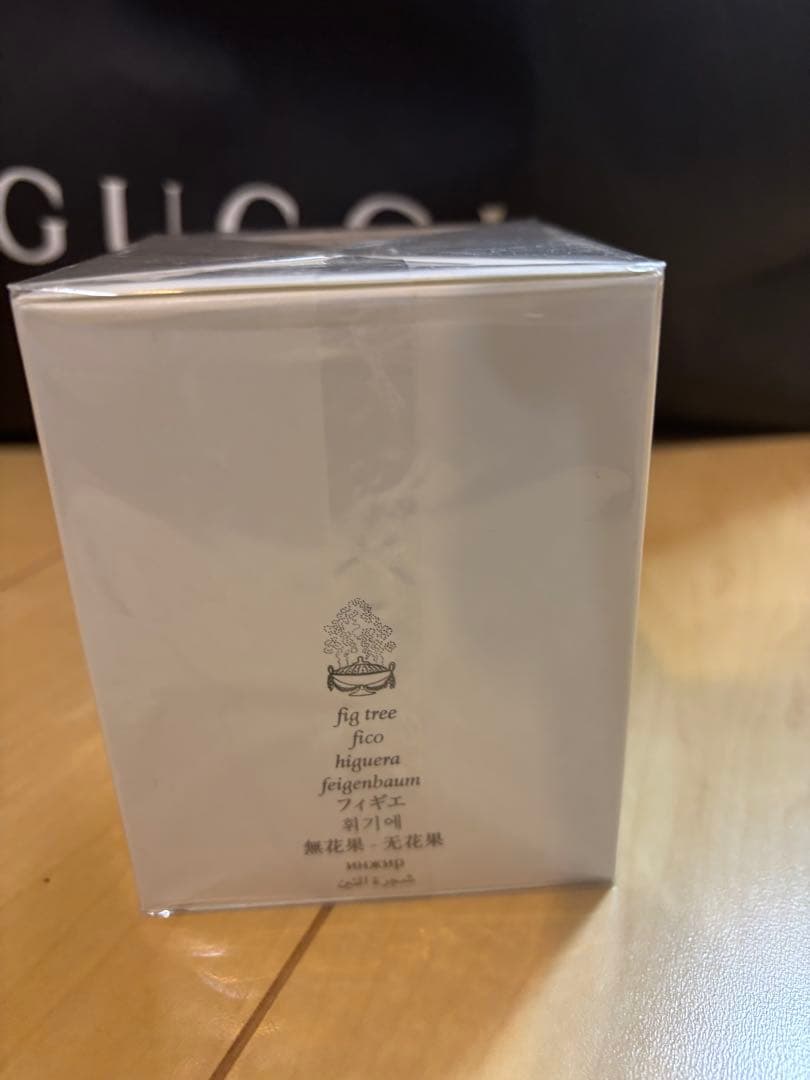 GUCCI
fig tree
fico
higuera
feigenbaum
フィギエ
휘기에
無花果 - 无花果
инжир
شجرة التين